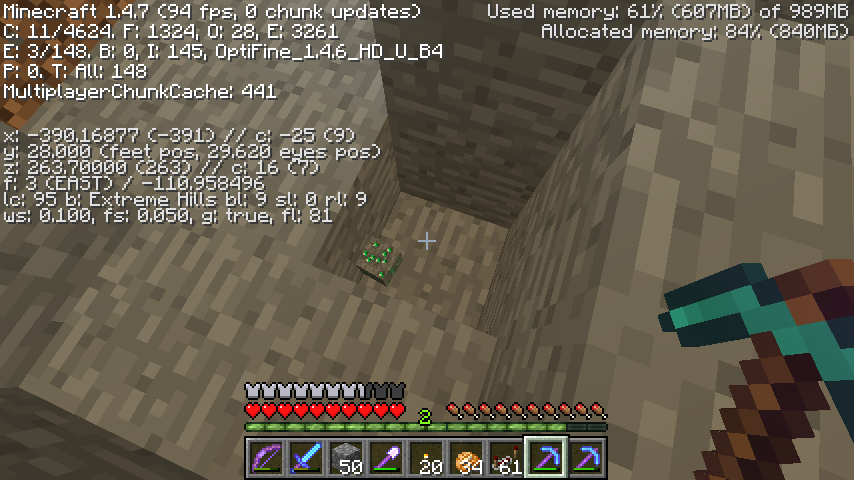 Minecraft 1.4.7 (94 fps, 0 chunk updates)
Used memory: 61% (607MB) of 989MB
C: 11/4624, F: 1324, O: 28, E: 3261
Allocated memory: 84% (840MB)
E: 3/148, B: 0, I: 145, OptiFine_1.4.6_HD_U_B4
P: 0, T: All: 148
MultiplayerChunkCache: 441
x: -390.16877 (-391) // c: -25 (9)
y: 28.000 (feet pos, 29.620 eyes pos)
z: 263.70000 (263) // c: 16 (7)
f: 3 (EAST) / -110.958496
lc: 95 b: Extreme Hills bl: 9 sl: 0 rl: 9
ws: 0.100, fs: 0.050, g: true, fl: 81
2
50 20 34 61